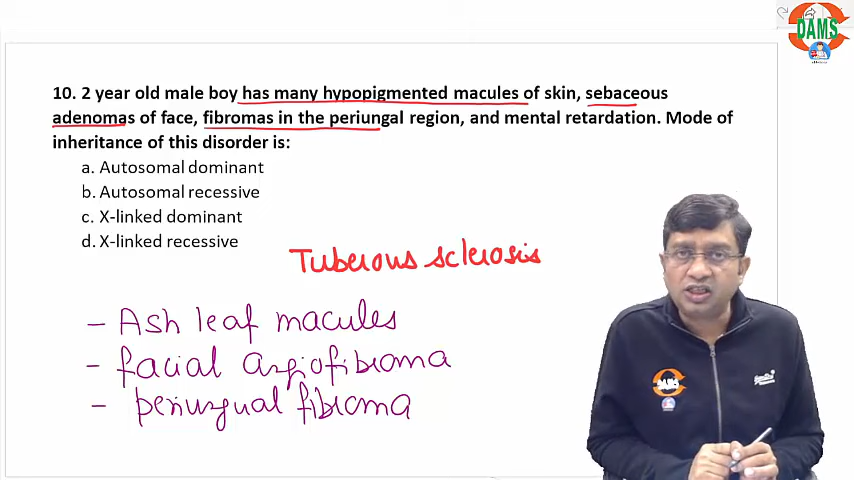 DAMS
10. 2 year old male boy has many hypopigmented macules of skin, sebaceous
adenomas of face, fibromas in the periungal region, and mental retardation. Mode of
inheritance of this disorder is:
a. Autosomal dominant
b. Autosomal recessive
c. X-linked dominant
d. X-linked recessive
Tuberous sclerosis
- Ash leaf macules
- facial angiofibroma
- periungual fibroma
DAMS